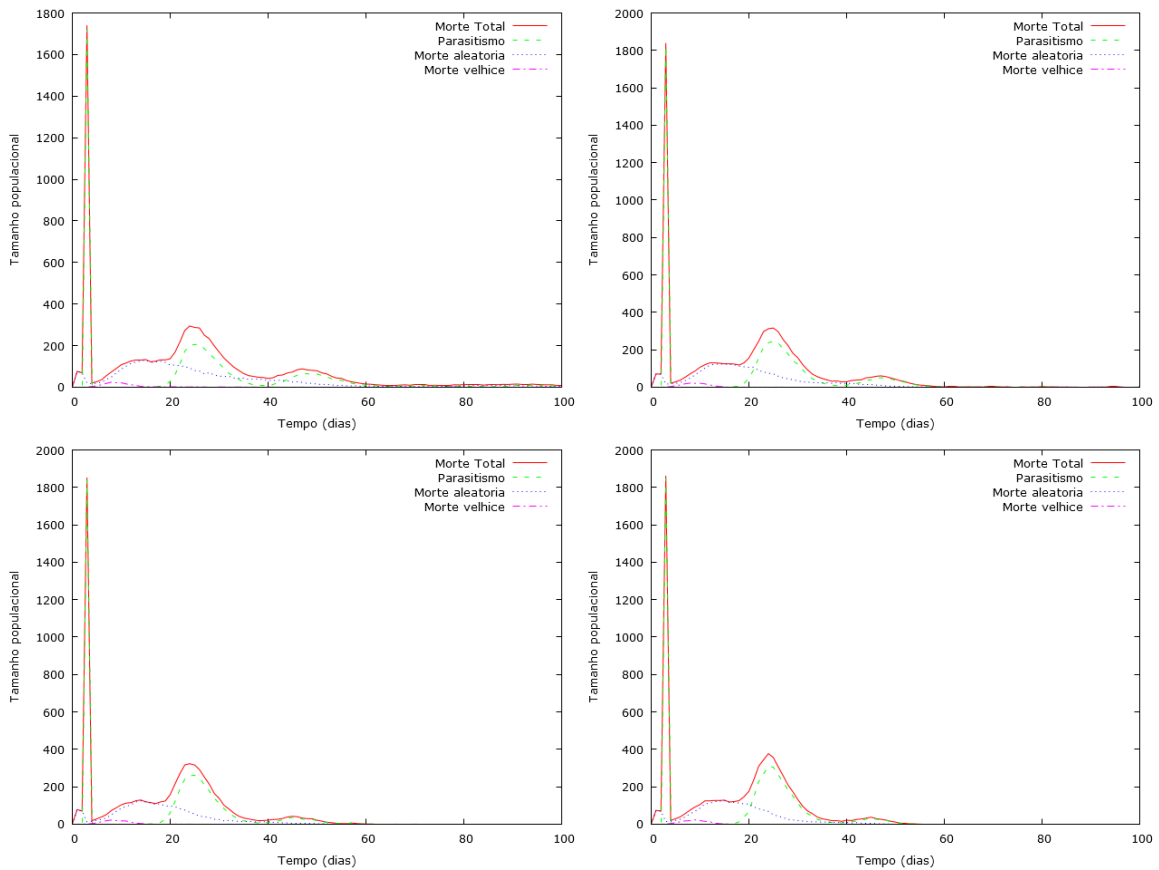 1800
1600
1400
1200
1000
800
600
400
200
0
Tamanho populacional
Morte Total
Parasitismo
Morte aleatoria
Morte velhice
0 20 40 60 80 100
Tempo (dias)
2000
1800
1600
1400
1200
1000
800
600
400
200
0
Tamanho populacional
Morte Total
Parasitismo
Morte aleatoria
Morte velhice
0 20 40 60 80 100
Tempo (dias)
2000
1800
1600
1400
1200
1000
800
600
400
200
0
Tamanho populacional
Morte Total
Parasitismo
Morte aleatoria
Morte velhice
0 20 40 60 80 100
Tempo (dias)
2000
1800
1600
1400
1200
1000
800
600
400
200
0
Tamanho populacional
Morte Total
Parasitismo
Morte aleatoria
Morte velhice
0 20 40 60 80 100
Tempo (dias)